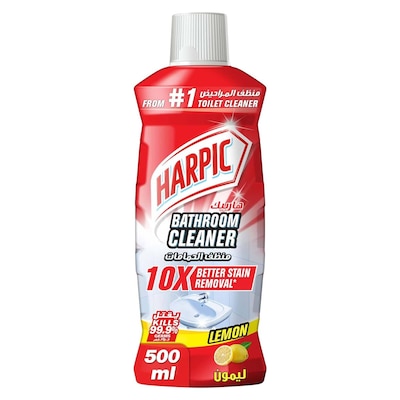 منظف المراحيض
FROM #1 TOILET CLEANER
HARPIC
هاربيك
BATHROOM
CLEANER
منظف الحمامات
10X BETTER STAIN
REMOVAL*
يقتل
KILLS
99.9%
LEMON
ليمون
500
ml